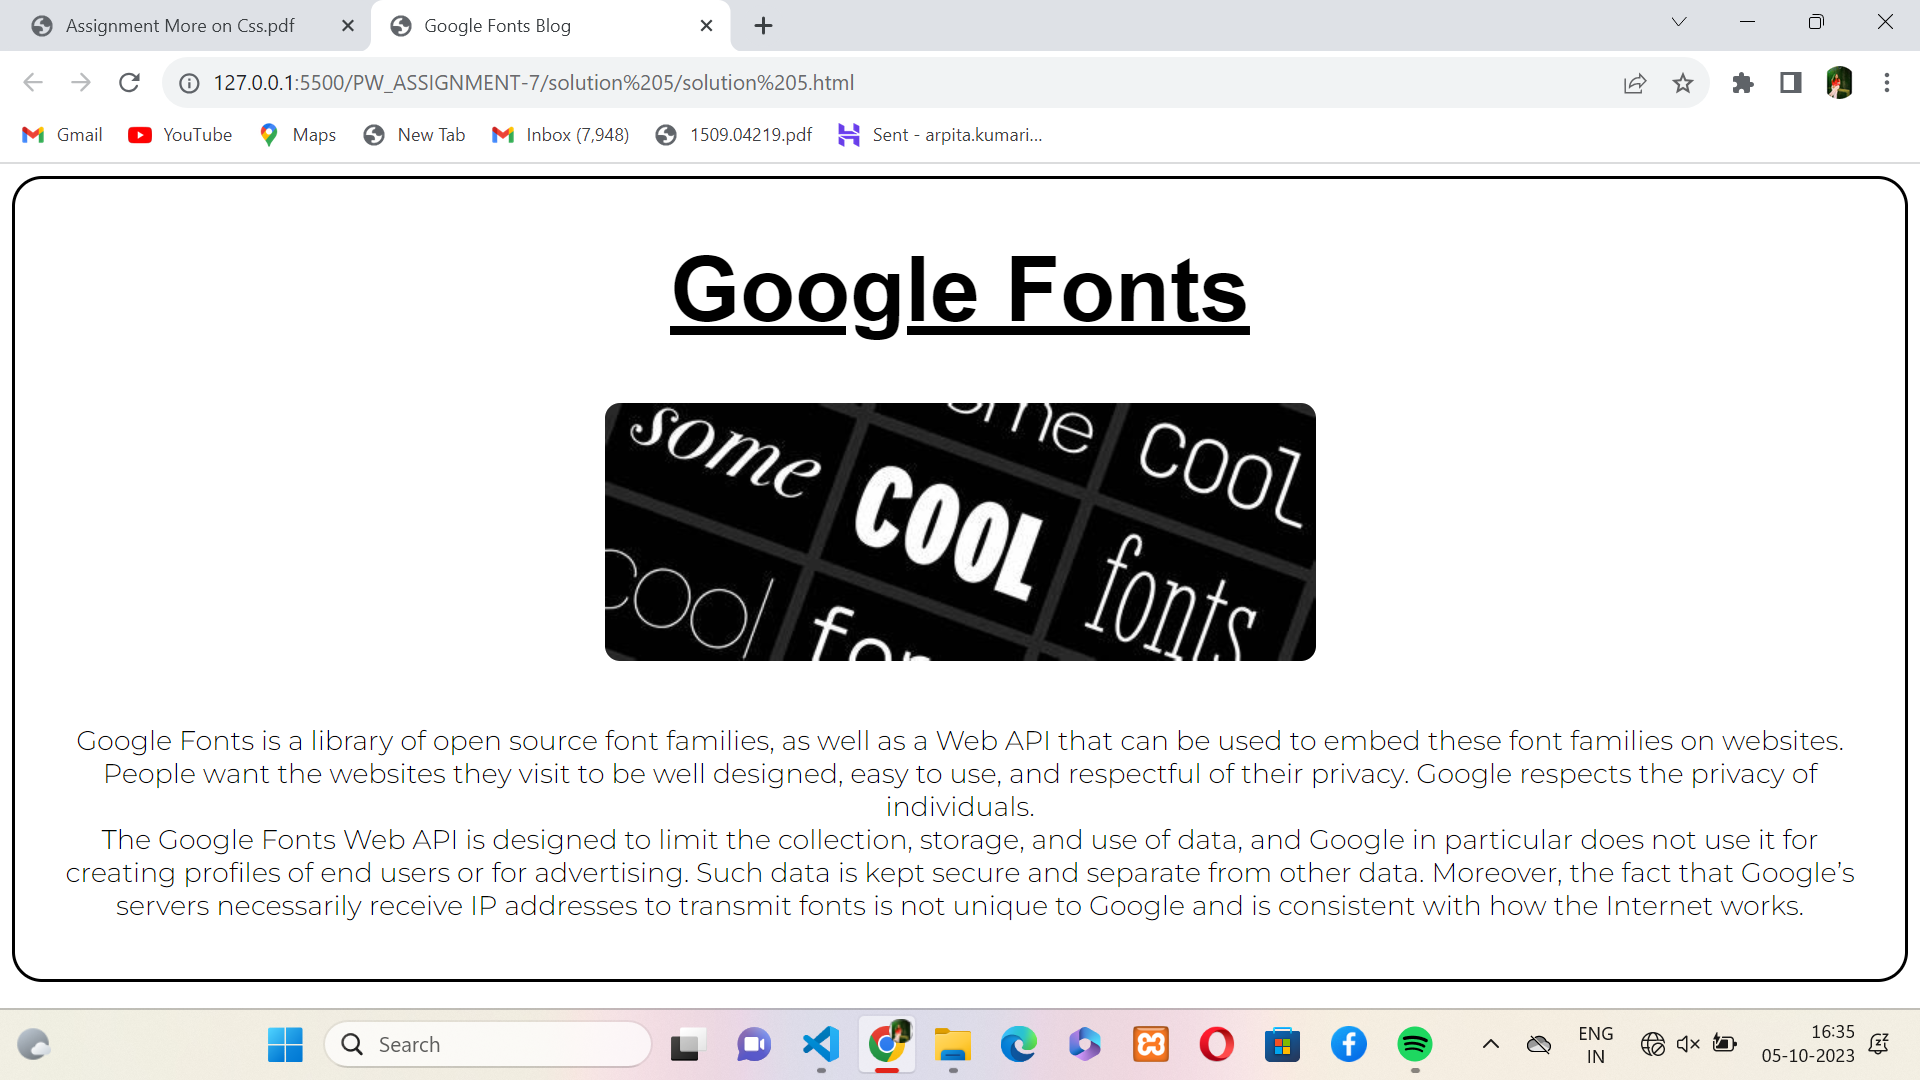 Assignment More on Css.pdf
Google Fonts Blog
127.0.0.1:5500/PW_ASSIGNMENT-7/solution%205/solution%205.html
Gmail YouTube Maps New Tab Inbox (7,948) 1509.04219.pdf Sent - arpita.kumari...
Google Fonts
some
some
cool
COOL
cool
fonts
Google Fonts is a library of open source font families, as well as a Web API that can be used to embed these font families on websites.
People want the websites they visit to be well designed, easy to use, and respectful of their privacy. Google respects the privacy of
individuals.
The Google Fonts Web API is designed to limit the collection, storage, and use of data, and Google in particular does not use it for
creating profiles of end users or for advertising. Such data is kept secure and separate from other data. Moreover, the fact that Google’s
servers necessarily receive IP addresses to transmit fonts is not unique to Google and is consistent with how the Internet works.
Search
ENG
IN
16:35
05-10-2023